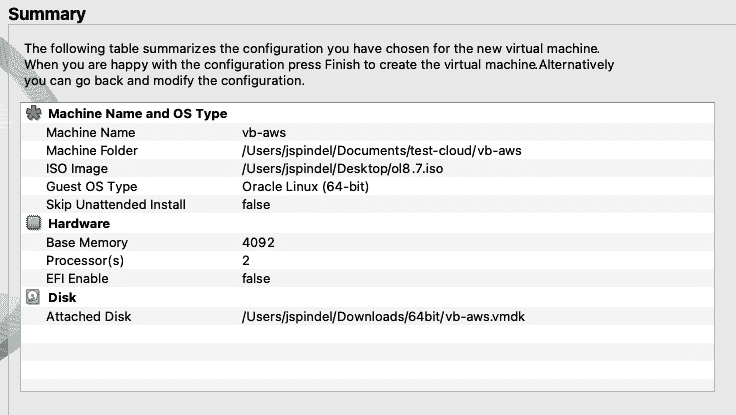 Summary
The following table summarizes the configuration you have chosen for the new virtual machine.
When you are happy with the configuration press Finish to create the virtual machine.Alternatively
you can go back and modify the configuration.
Machine Name and OS Type
Machine Name vb-aws
Machine Folder /Users/jspindel/Documents/test-cloud/vb-aws
ISO Image /Users/jspindel/Desktop/ol8.7.iso
Guest OS Type Oracle Linux (64-bit)
Skip Unattended Install false
Hardware
Base Memory 4092
Processor(s) 2
EFI Enable false
Disk
Attached Disk /Users/jspindel/Downloads/64bit/vb-aws.vmdk